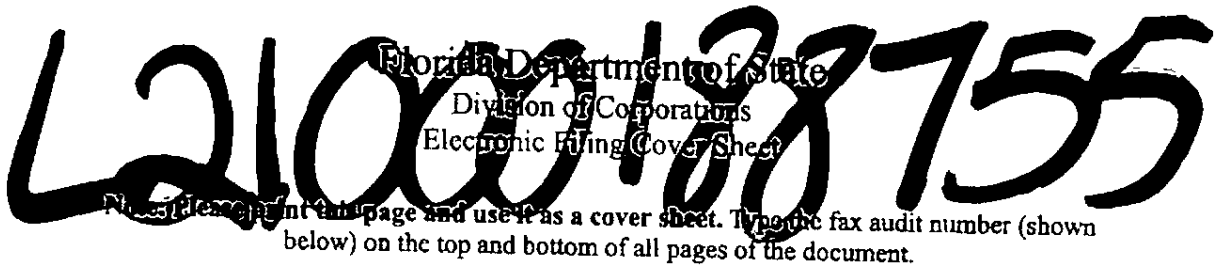 L21000188755
Florida Department of State
Division of Corporations
Electronic Filing Cover Sheet
Note: Please print this page and use it as a cover sheet. Type the fax audit number (shown
below) on the top and bottom of all pages of the document.